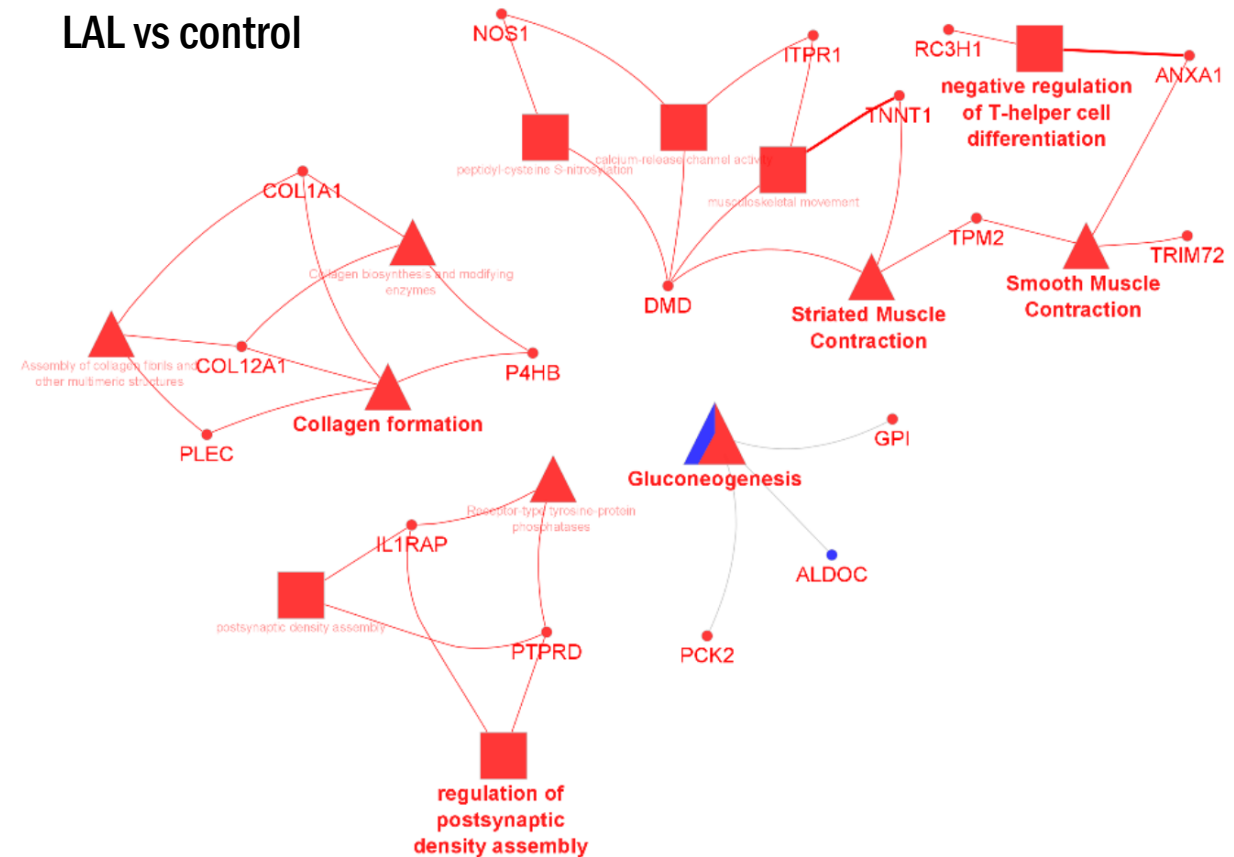 LAL vs control
NOS1
ITPR1
RC3H1
ANXA1
negative regulation
of T-helper cell
differentiation
TNNT1
calcium-release channel activity
peptidyl-cysteine S-nitrosylation
musculoskeletal movement
COL1A1
TPM2
TRIM72
Collagen biosynthesis and modifying
enzymes
Smooth Muscle
Contraction
DMD
Striated Muscle
Contraction
Assembly of collagen fibrils and
other multimeric structures
COL12A1
P4HB
Collagen formation
PLEC
GPI
Gluconeogenesis
Receptor-type tyrosine-protein
phosphatases
IL1RAP
ALDOC
postsynaptic density assembly
PTPRD
PCK2
regulation of
postsynaptic
density assembly